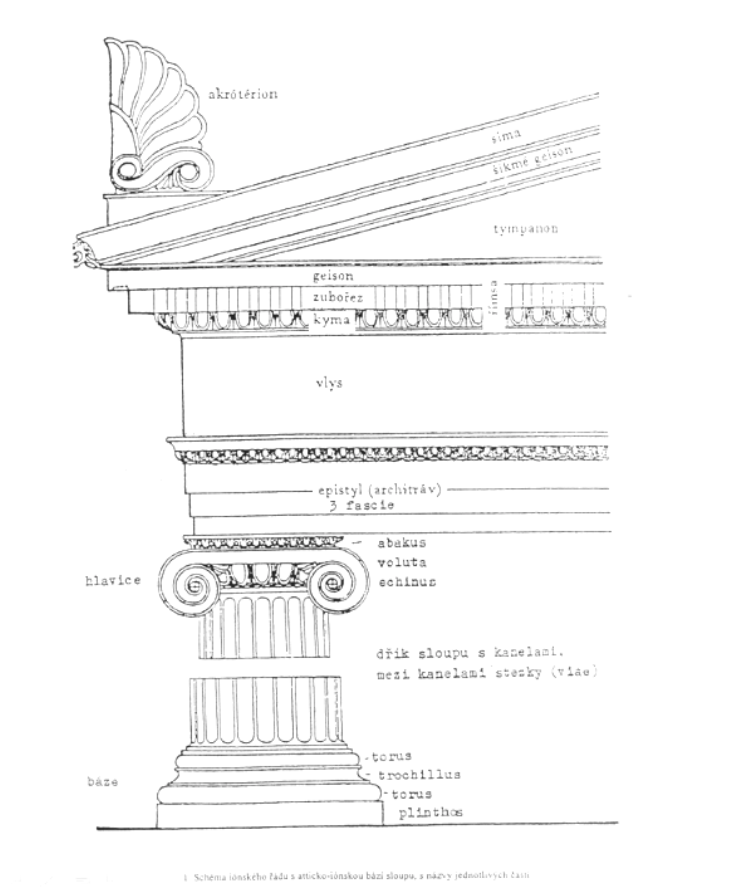 akrótérion
sima
šikmé geison
tympanon
geison
římsa
zubořez
kyma
vlys
epistyl (architráv)
3 fascie
abakus
voluta
hlavice
echinus
dřík sloupu s kanelami.
mezi kanelami stezky (viae)
torus
báze
trochillus
torus
plinthos
1 Schéma iónského řádu s atticko-iónskou bází sloupu, s názvy jednotlivých částí